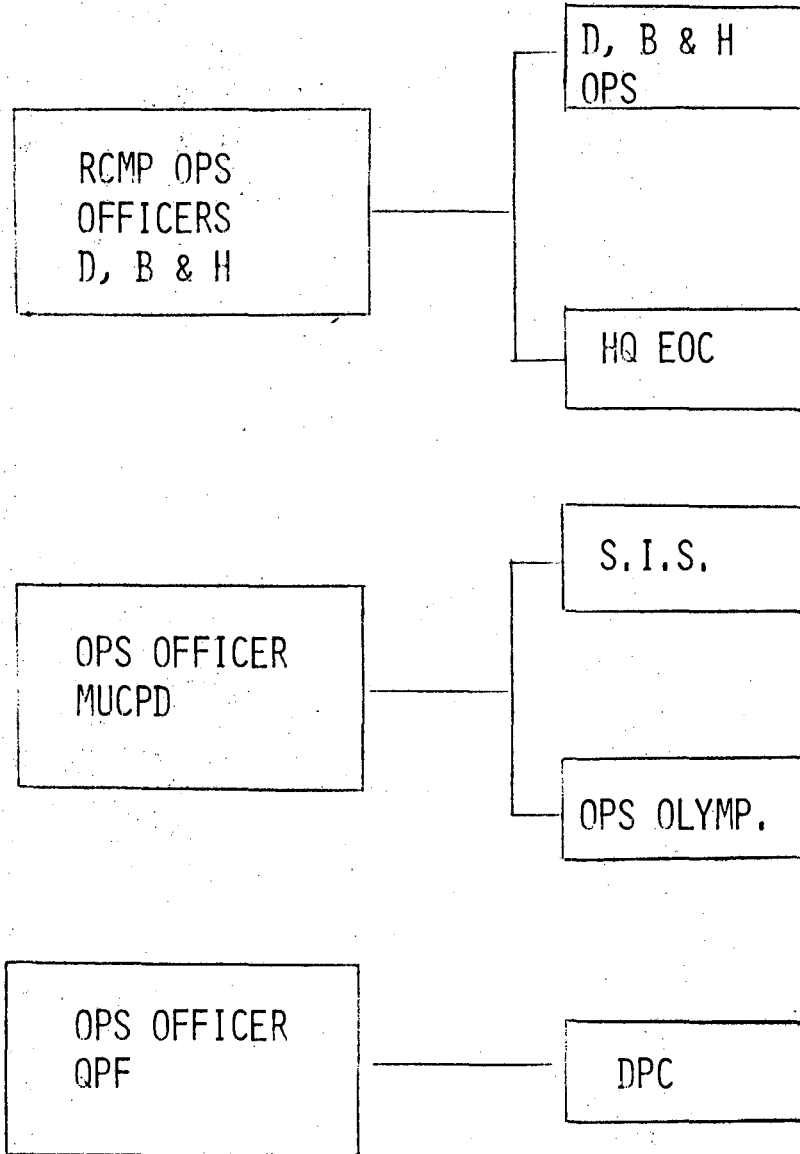 D, B & H
OPS
RCMP OPS
OFFICERS
D, B & H
HQ EOC
S.I.S.
OPS OFFICER
MUCPD
OPS OLYMP.
OPS OFFICER
QPF
DPC